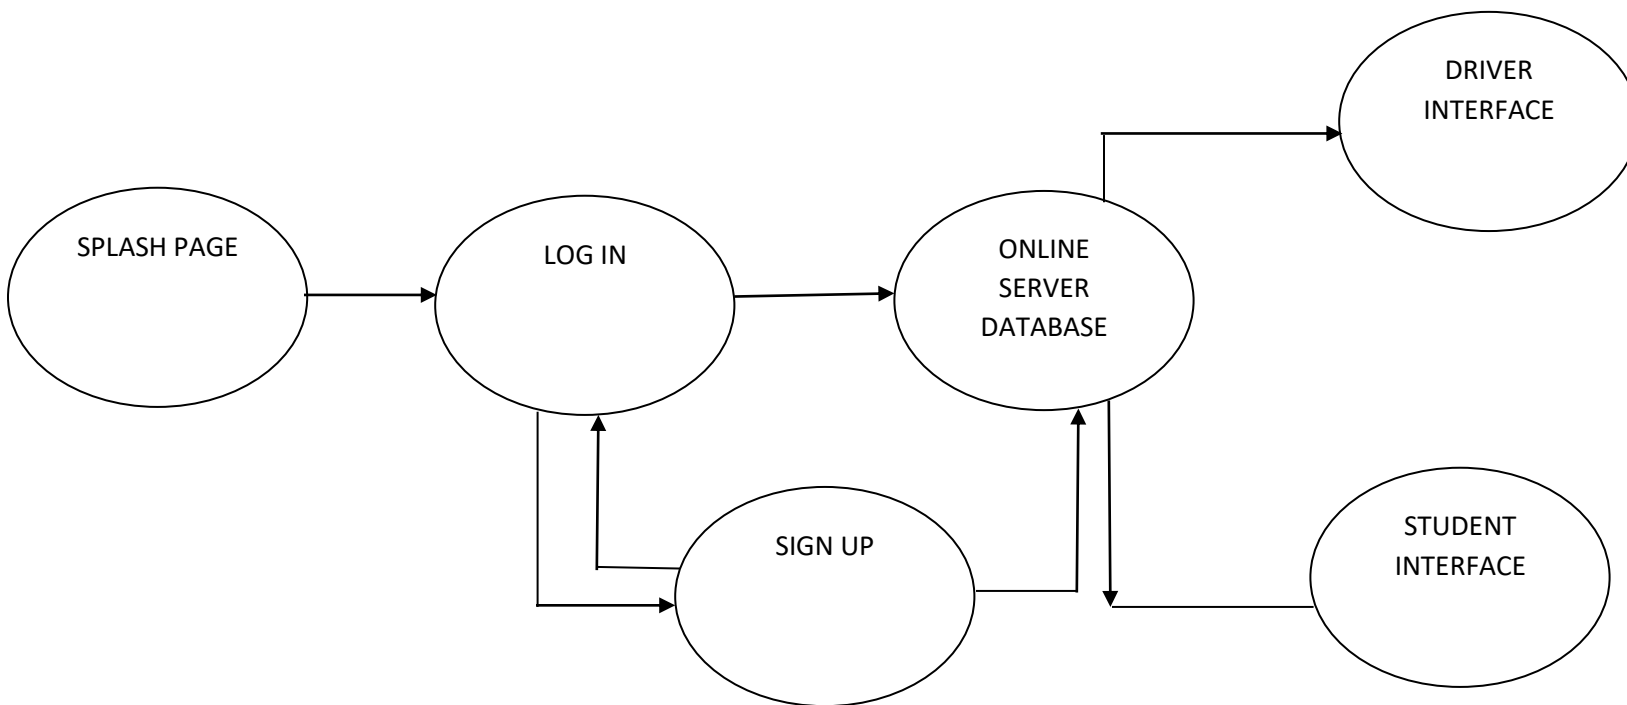 SPLASH PAGE
LOG IN
ONLINE
SERVER
DATABASE
DRIVER
INTERFACE
SIGN UP
STUDENT
INTERFACE